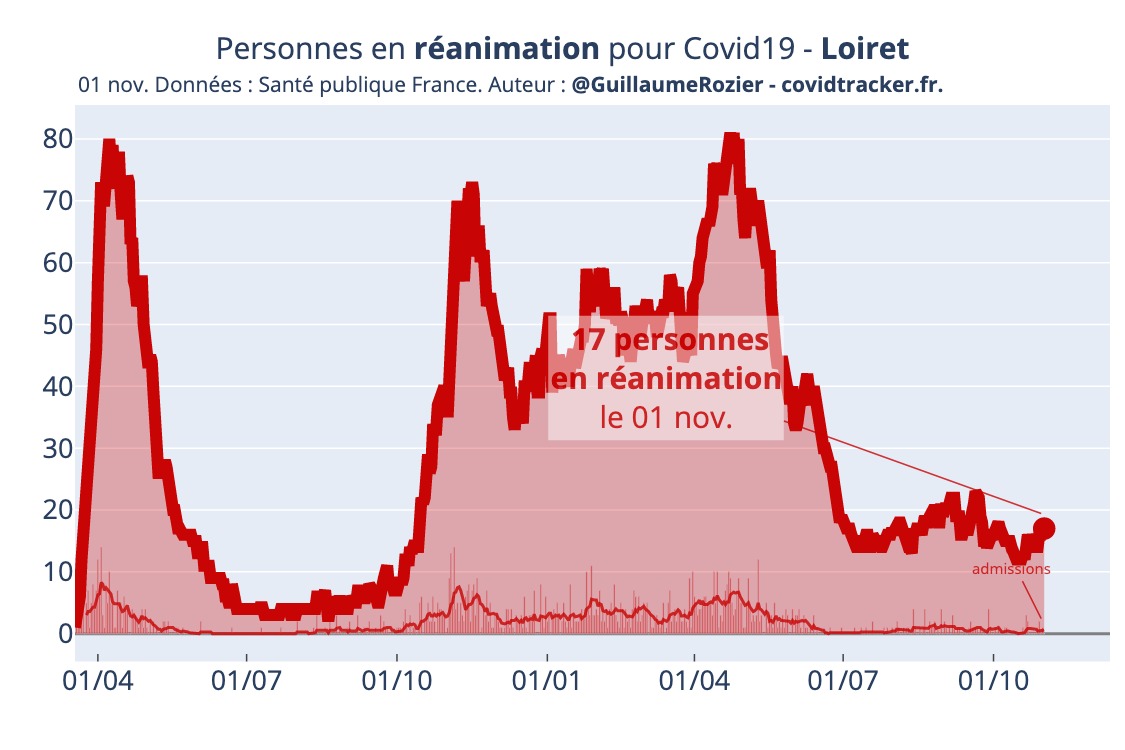 Personnes en réanimation pour Covid19 - Loiret
01 nov. Données : Santé publique France. Auteur : @GuillaumeRozier - covidtracker.fr.
80
70
60
50
40
30
20
10
0
17 personnes
en réanimation
le 01 nov.
admissions
01/04
01/07
01/10
01/01
01/04
01/07
01/10